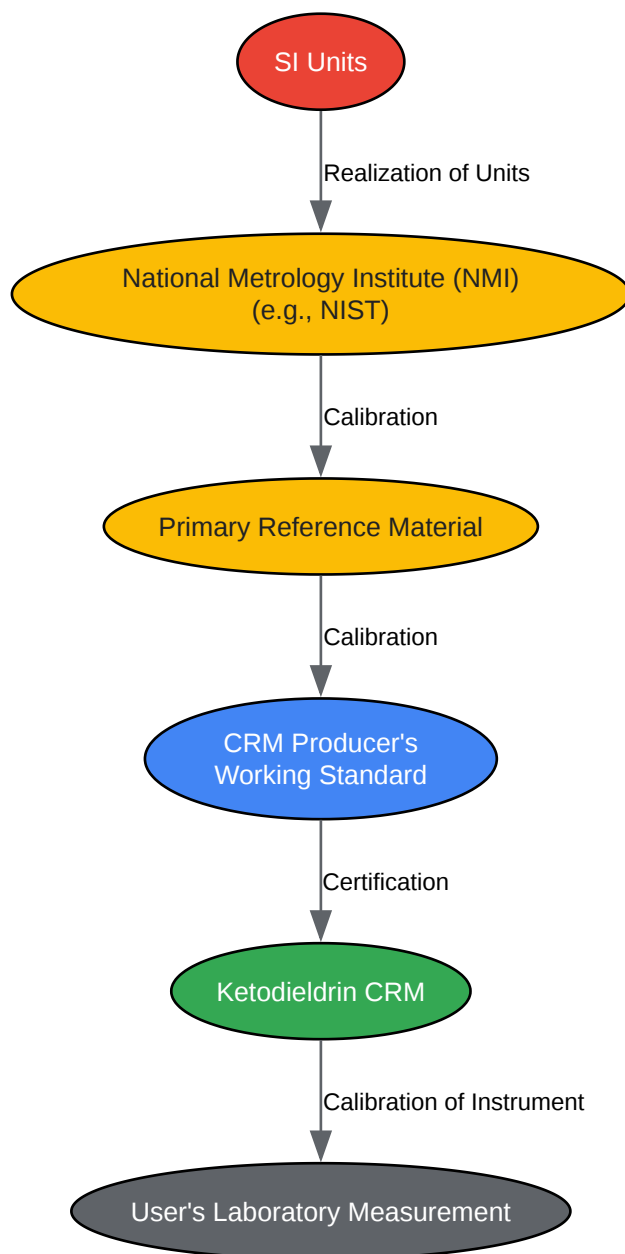 SI Units
Realization of Units
National Metrology Institute (NMI)
(e.g., NIST)
Calibration
Primary Reference Material
Calibration
CRM Producer's
Working Standard
Certification
Ketodieldrin CRM
Calibration of Instrument
User's Laboratory Measurement